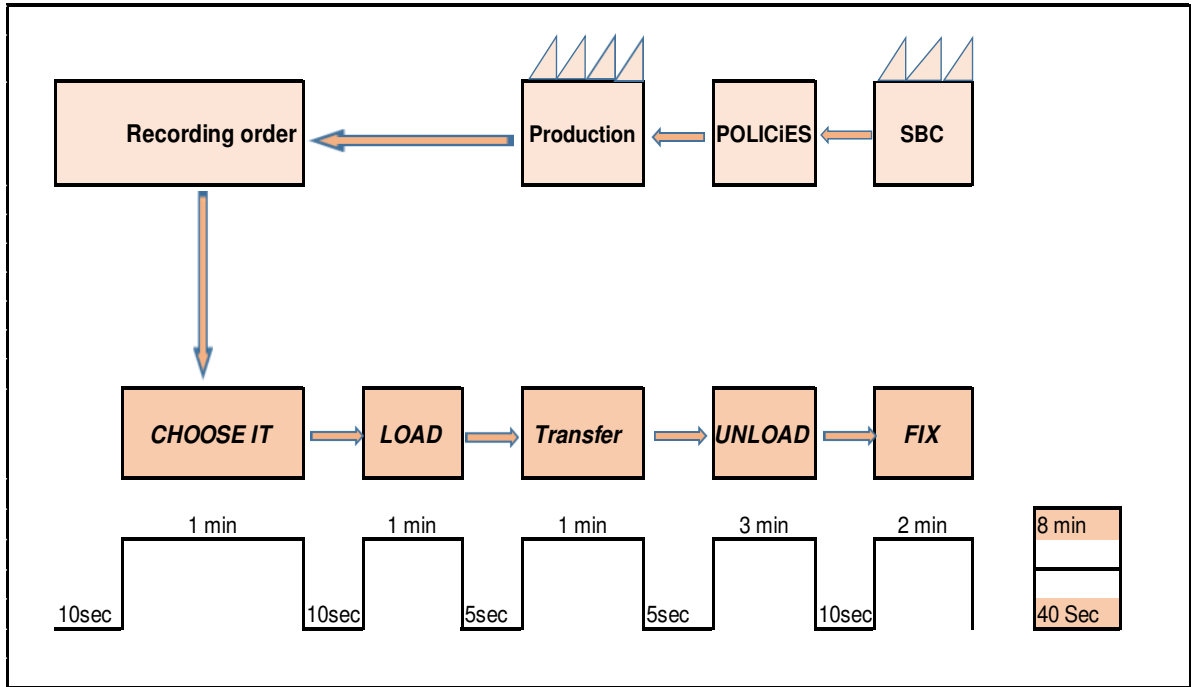 Recording order
Production
POLICiES
SBC
CHOOSE IT
LOAD
Transfer
UNLOAD
FIX
1 min
1 min
1 min
3 min
2 min
8 min
10sec
10sec
5sec
5sec
10sec
40 Sec